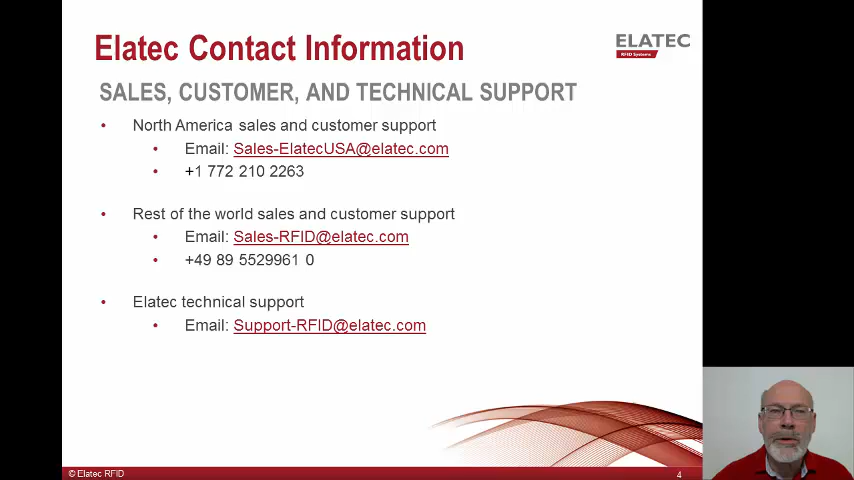 Elatec Contact Information
ELATEC
RFID Systems
SALES, CUSTOMER, AND TECHNICAL SUPPORT
• North America sales and customer support
• Email: Sales-ElatecUSA@elatec.com
• +1 772 210 2263
• Rest of the world sales and customer support
• Email: Sales-RFID@elatec.com
• +49 89 5529961 0
• Elatec technical support
• Email: Support-RFID@elatec.com
© Elatec RFID
4